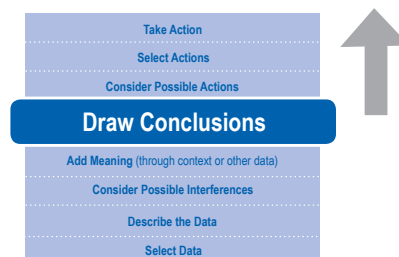 Take Action
Select Actions
Consider Possible Actions
Draw Conclusions
Add Meaning (through context or other data)
Consider Possible Interferences
Describe the Data
Select Data